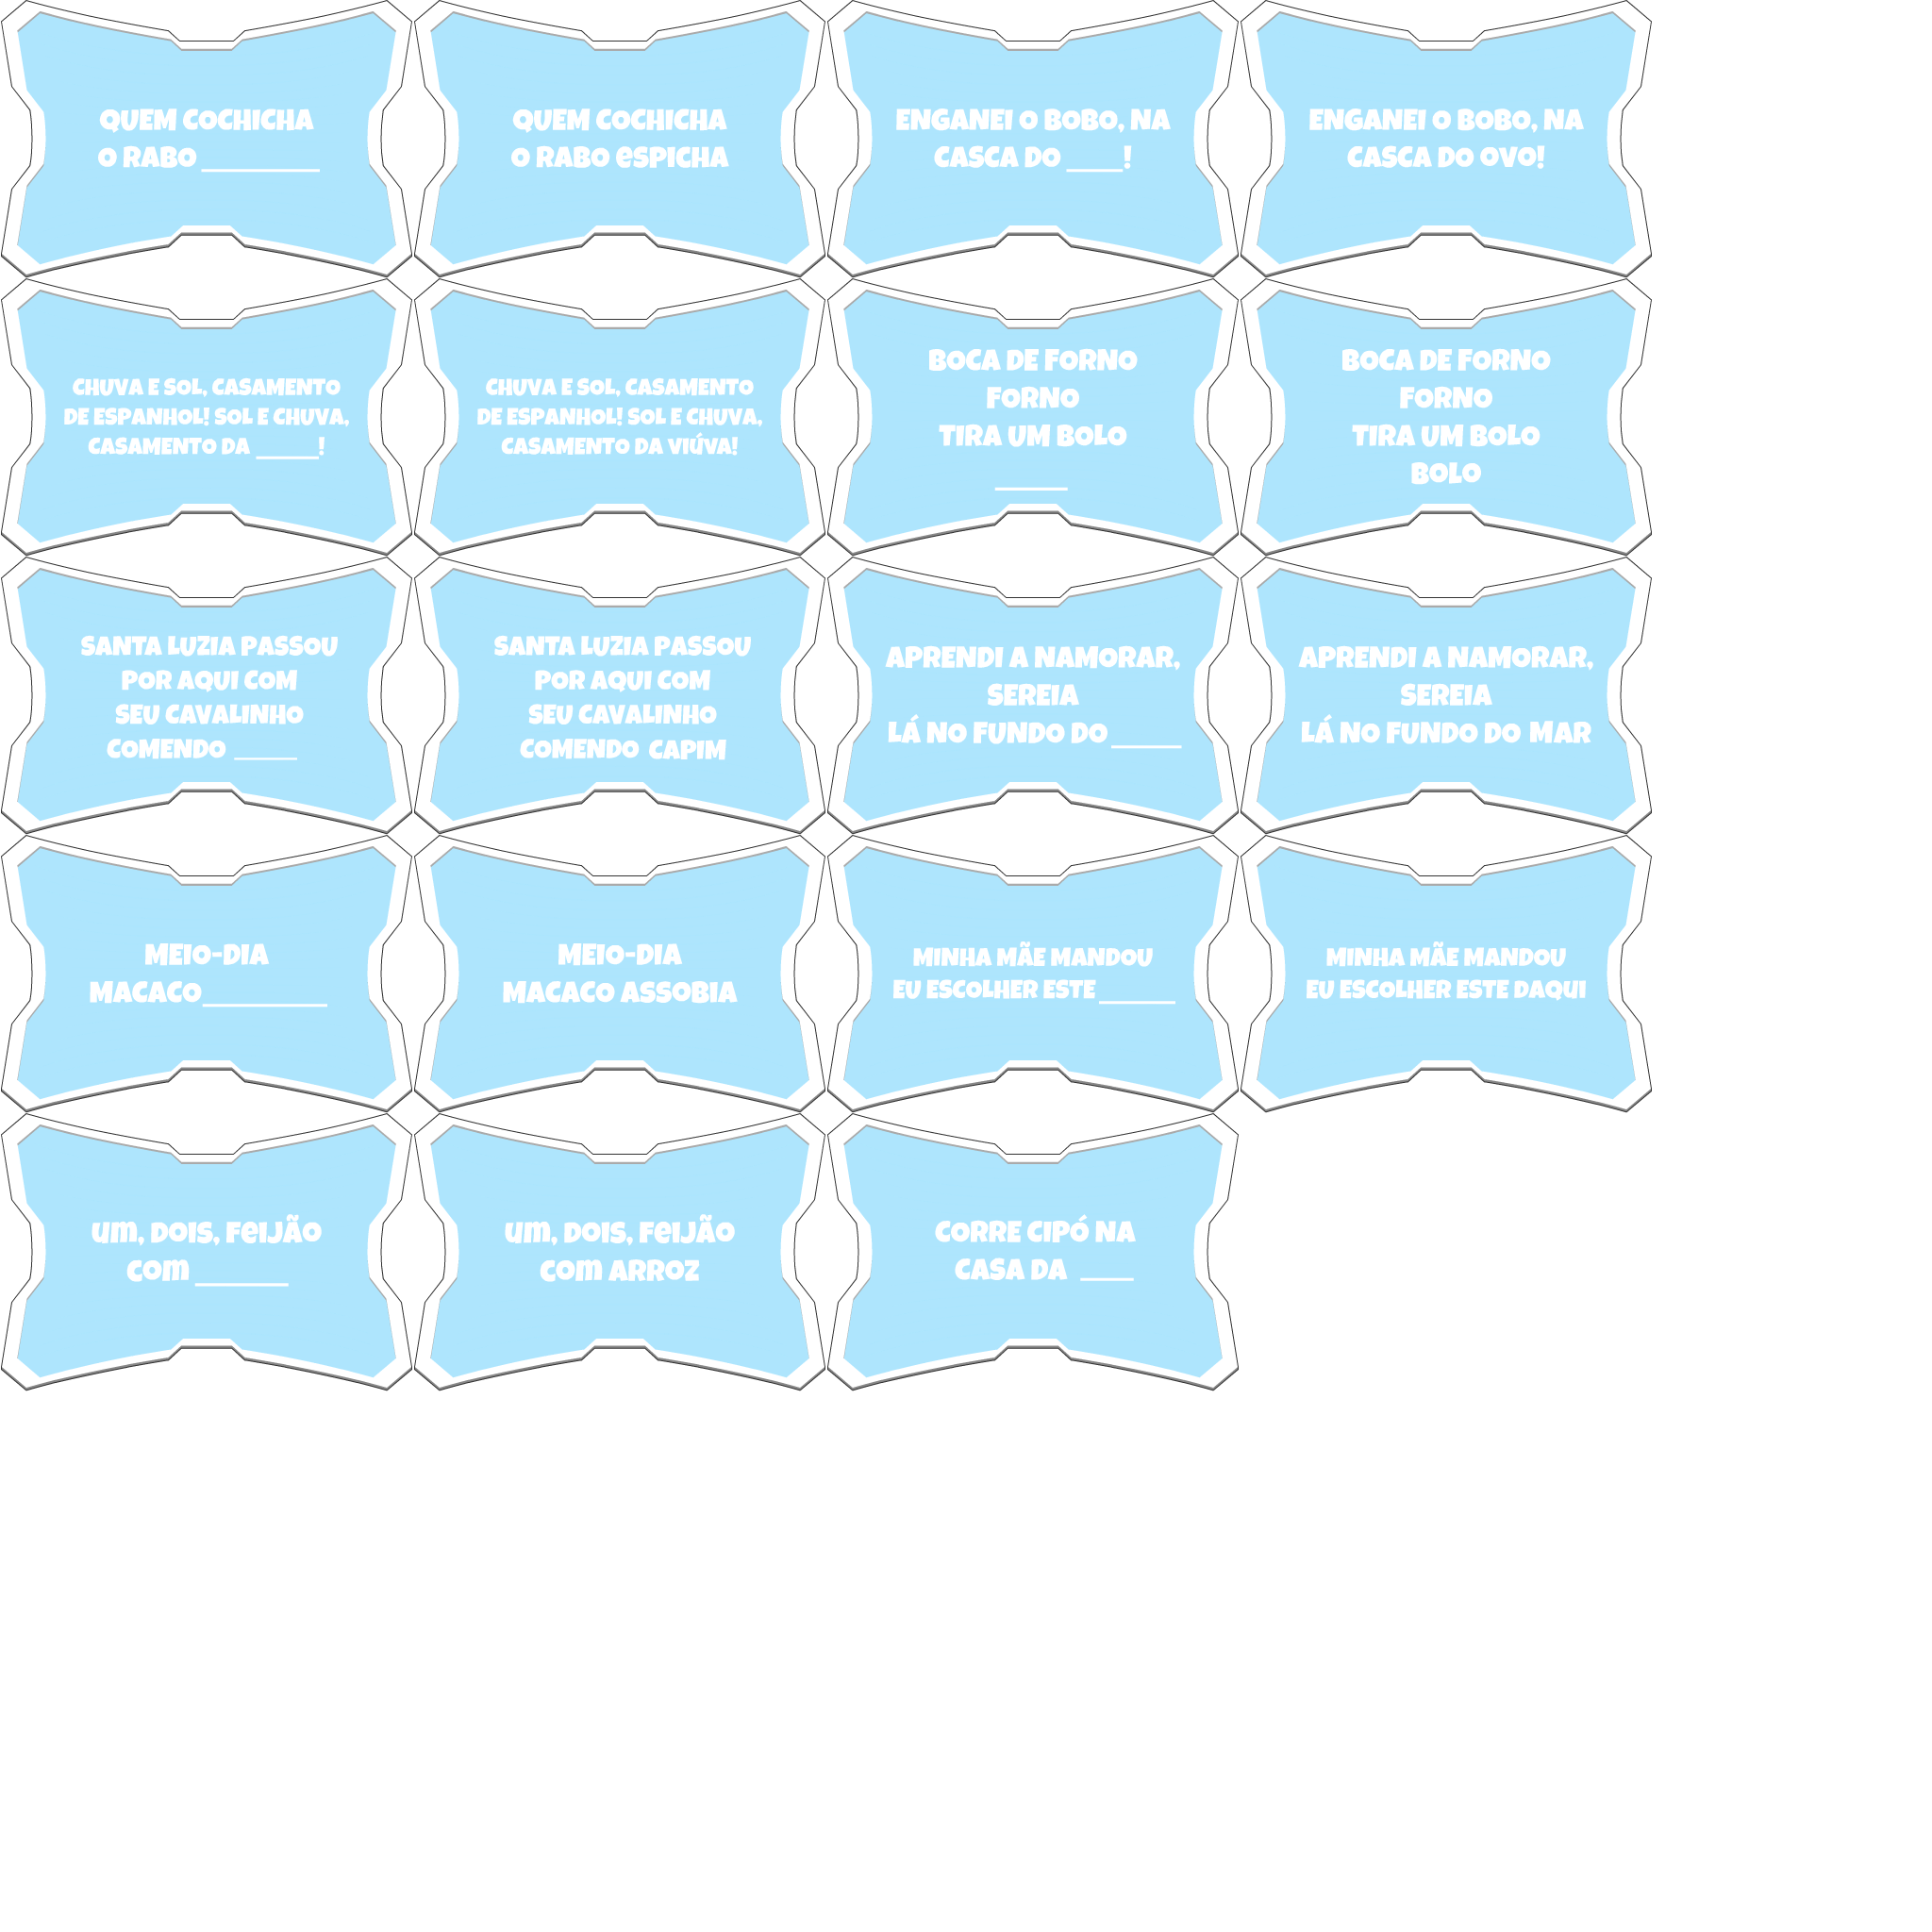 QUEM COCHICHA
O RABO ____________
QUEM COCHICHA
O RABO ESPICHA
ENGANEI O BOBO, NA
CASCA DO _____!
ENGANEI O BOBO, NA
CASCA DO OVO!
CHUVA E SOL, CASAMENTO
DE ESPANHOL! SOL E CHUVA,
CASAMENTO DA _______!
CHUVA E SOL, CASAMENTO
DE ESPANHOL! SOL E CHUVA,
CASAMENTO DA VIÚVA!
BOCA DE FORNO
FORNO
TIRA UM BOLO
_______
BOCA DE FORNO
FORNO
TIRA UM BOLO
BOLO
SANTA LUZIA PASSOU
POR AQUI COM
SEU CAVALINHO
COMENDO ______
SANTA LUZIA PASSOU
POR AQUI COM
SEU CAVALINHO
COMENDO CAPIM
APRENDI A NAMORAR,
SEREIA
LÁ NO FUNDO DO _______
APRENDI A NAMORAR,
SEREIA
LÁ NO FUNDO DO MAR
MEIO-DIA
MACACO____________
MEIO-DIA
MACACO ASSOBIA
MINHA MÃE MANDOU
EU ESCOLHER ESTE ________
MINHA MÃE MANDOU
EU ESCOLHER ESTE DAQUI
UM, DOIS, FEIJÃO
COM _________
UM, DOIS, FEIJÃO
COM ARROZ
CORRE CIPÓ NA
CASA DA _____